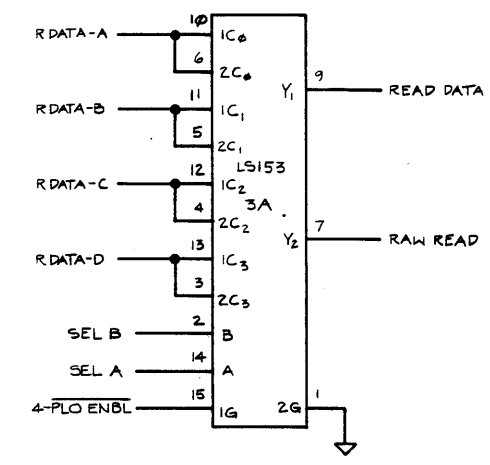 10
RDATA-A 1C0
6
2C0
9
Y1 READ DATA
11
RDATA-B 1C1
5
2C1
LS153
12
RDATA-C 1C2
3A
4
2C2
7
Y2 RAW READ
13
RDATA-D 1C3
3
2C3
2
SEL B B
14
SEL A A
15 1
4-PLO ENBL 1G 2G